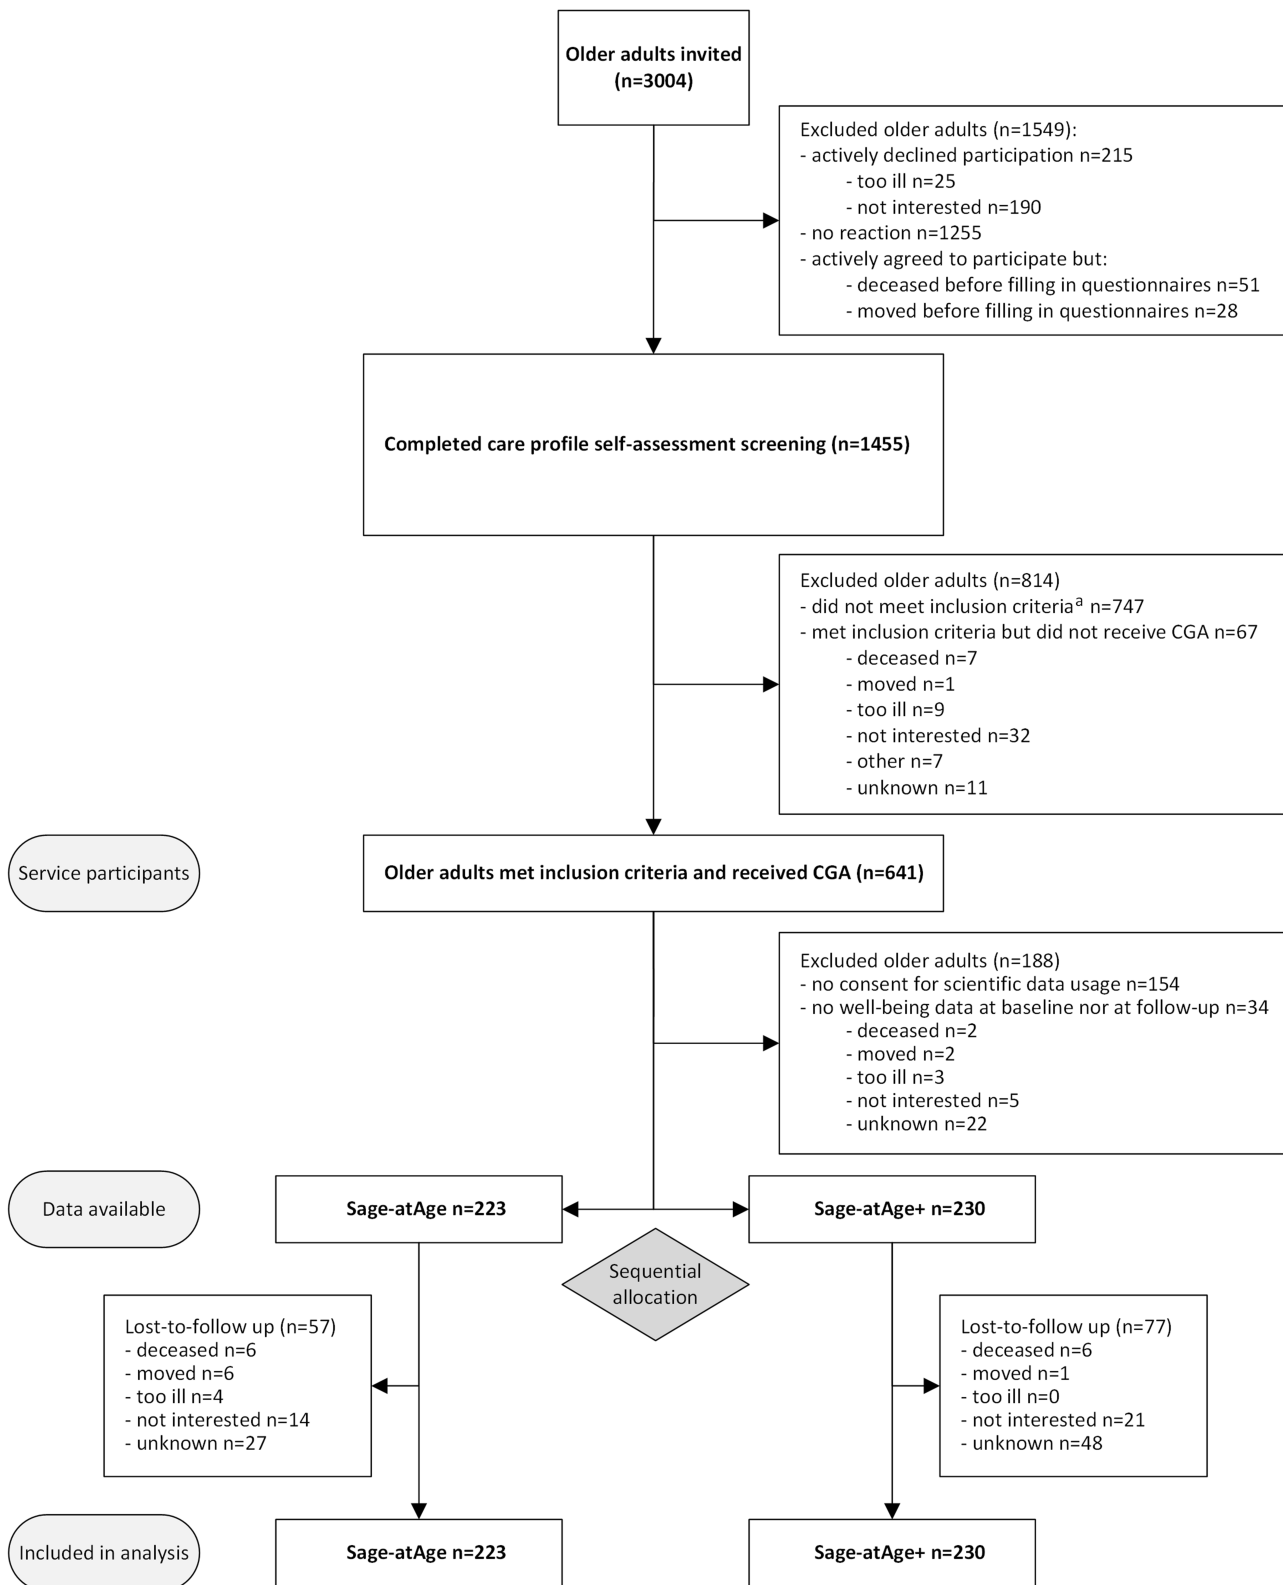 Older adults invited
(n=3004)
Excluded older adults (n=1549):
- actively declined participation n=215
- too ill n=25
- not interested n=190
- no reaction n=1255
- actively agreed to participate but:
- deceased before filling in questionnaires n=51
- moved before filling in questionnaires n=28
Completed care profile self-assessment screening (n=1455)
Excluded older adults (n=814)
- did not meet inclusion criteriaᵃ n=747
- met inclusion criteria but did not receive CGA n=67
- deceased n=7
- moved n=1
- too ill n=9
- not interested n=32
- other n=7
- unknown n=11
Service participants
Older adults met inclusion criteria and received CGA (n=641)
Excluded older adults (n=188)
- no consent for scientific data usage n=154
- no well-being data at baseline nor at follow-up n=34
- deceased n=2
- moved n=2
- too ill n=3
- not interested n=5
- unknown n=22
Data available
Sage-atAge n=223
Sage-atAge+ n=230
Sequential
allocation
Lost-to-follow up (n=57)
- deceased n=6
- moved n=6
- too ill n=4
- not interested n=14
- unknown n=27
Lost-to-follow up (n=77)
- deceased n=6
- moved n=1
- too ill n=0
- not interested n=21
- unknown n=48
Included in analysis
Sage-atAge n=223
Sage-atAge+ n=230